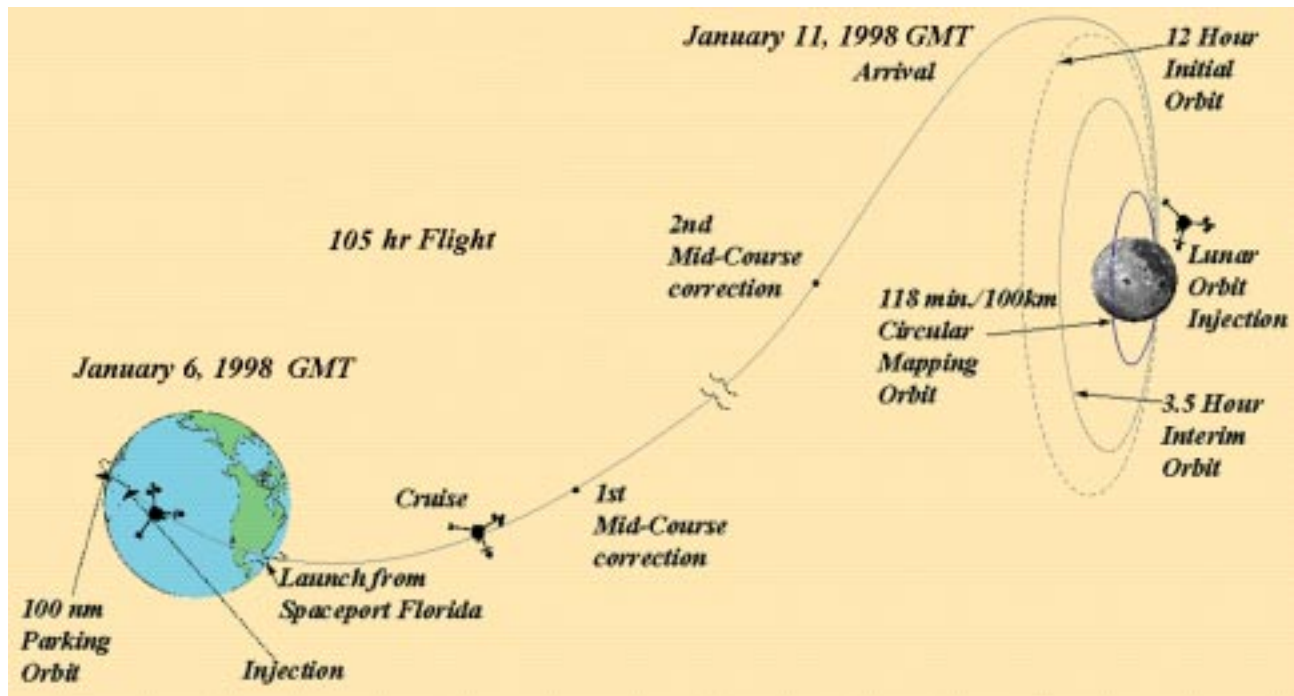 January 11, 1998 GMT
Arrival
12 Hour
Initial
Orbit
105 hr Flight
2nd
Mid-Course
correction
Lunar
Orbit
Injection
118 min./100km
Circular
Mapping
Orbit
January 6, 1998 GMT
3.5 Hour
Interim
Orbit
Cruise
1st
Mid-Course
correction
Launch from
Spaceport Florida
100 nm
Parking
Orbit
Injection